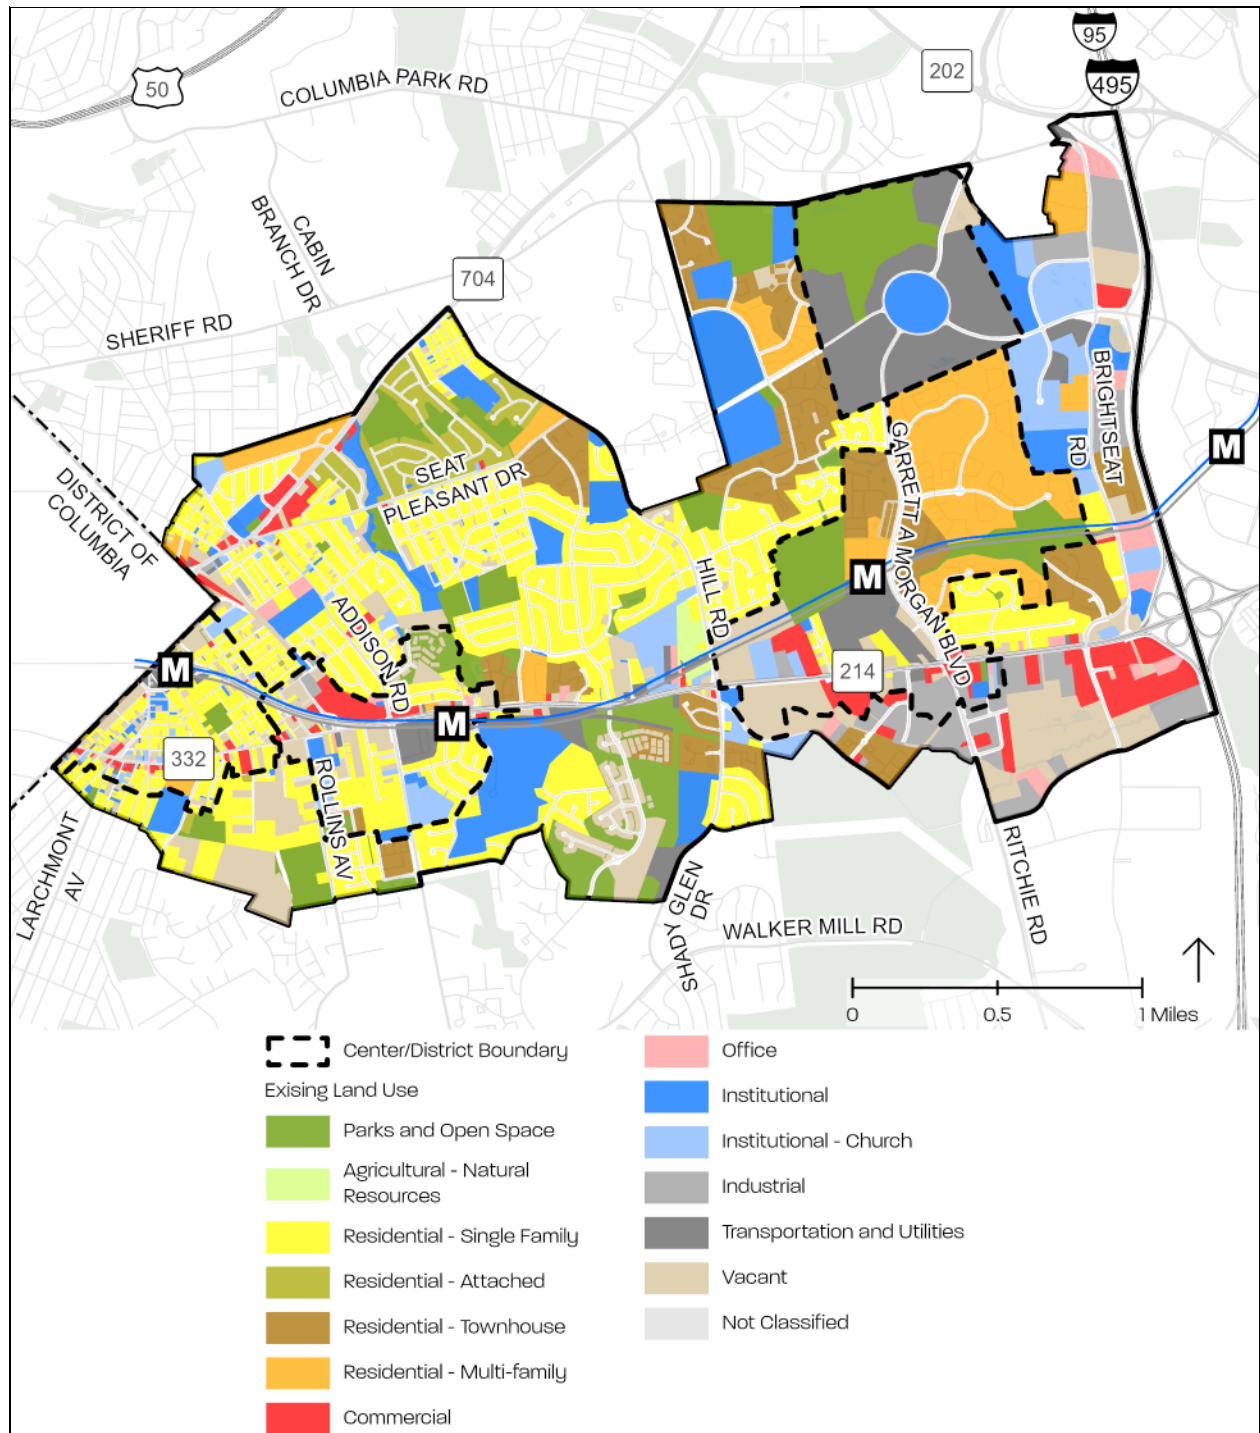 95
495
202
50
COLUMBIA PARK RD
CABIN
BRANCH DR
704
SHERIFF RD
BRIGHTSEAT
RD
M
GARRETT A MORGAN BLVD
SEAT
PLEASANT DR
DISTRICT OF
COLUMBIA
HILL RD
M
ADDISON RD
M
214
M
332
ROLLINS AV
LARCHMONT
AV
RITCHIE RD
SHADY GLEN
DR
WALKER MILL RD
0
0.5
1 Miles
Center/District Boundary
Exising Land Use
Parks and Open Space
Agricultural - Natural
Resources
Residential - Single Family
Residential - Attached
Residential - Townhouse
Residential - Multi-family
Commercial
Office
Institutional
Institutional - Church
Industrial
Transportation and Utilities
Vacant
Not Classified